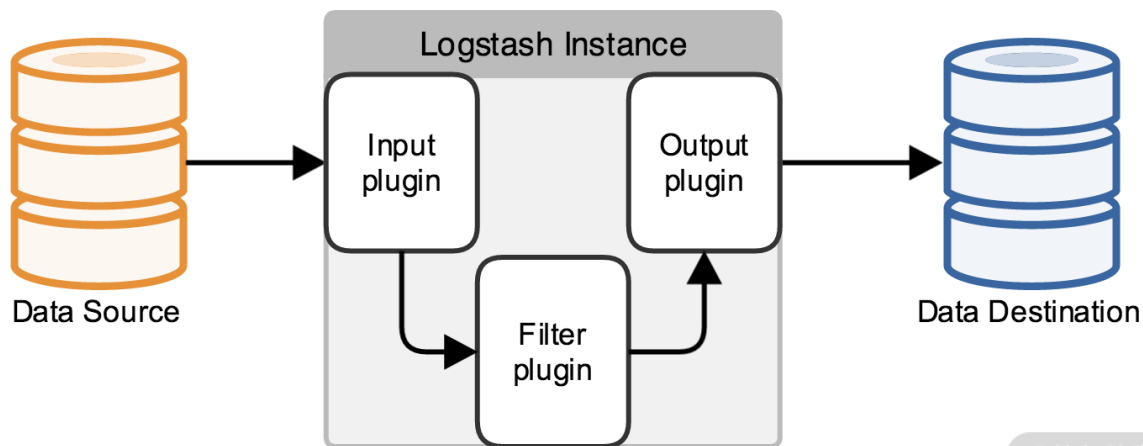 Logstash Instance
Input
plugin
Output
plugin
Filter
plugin
Data Source
Data Destination